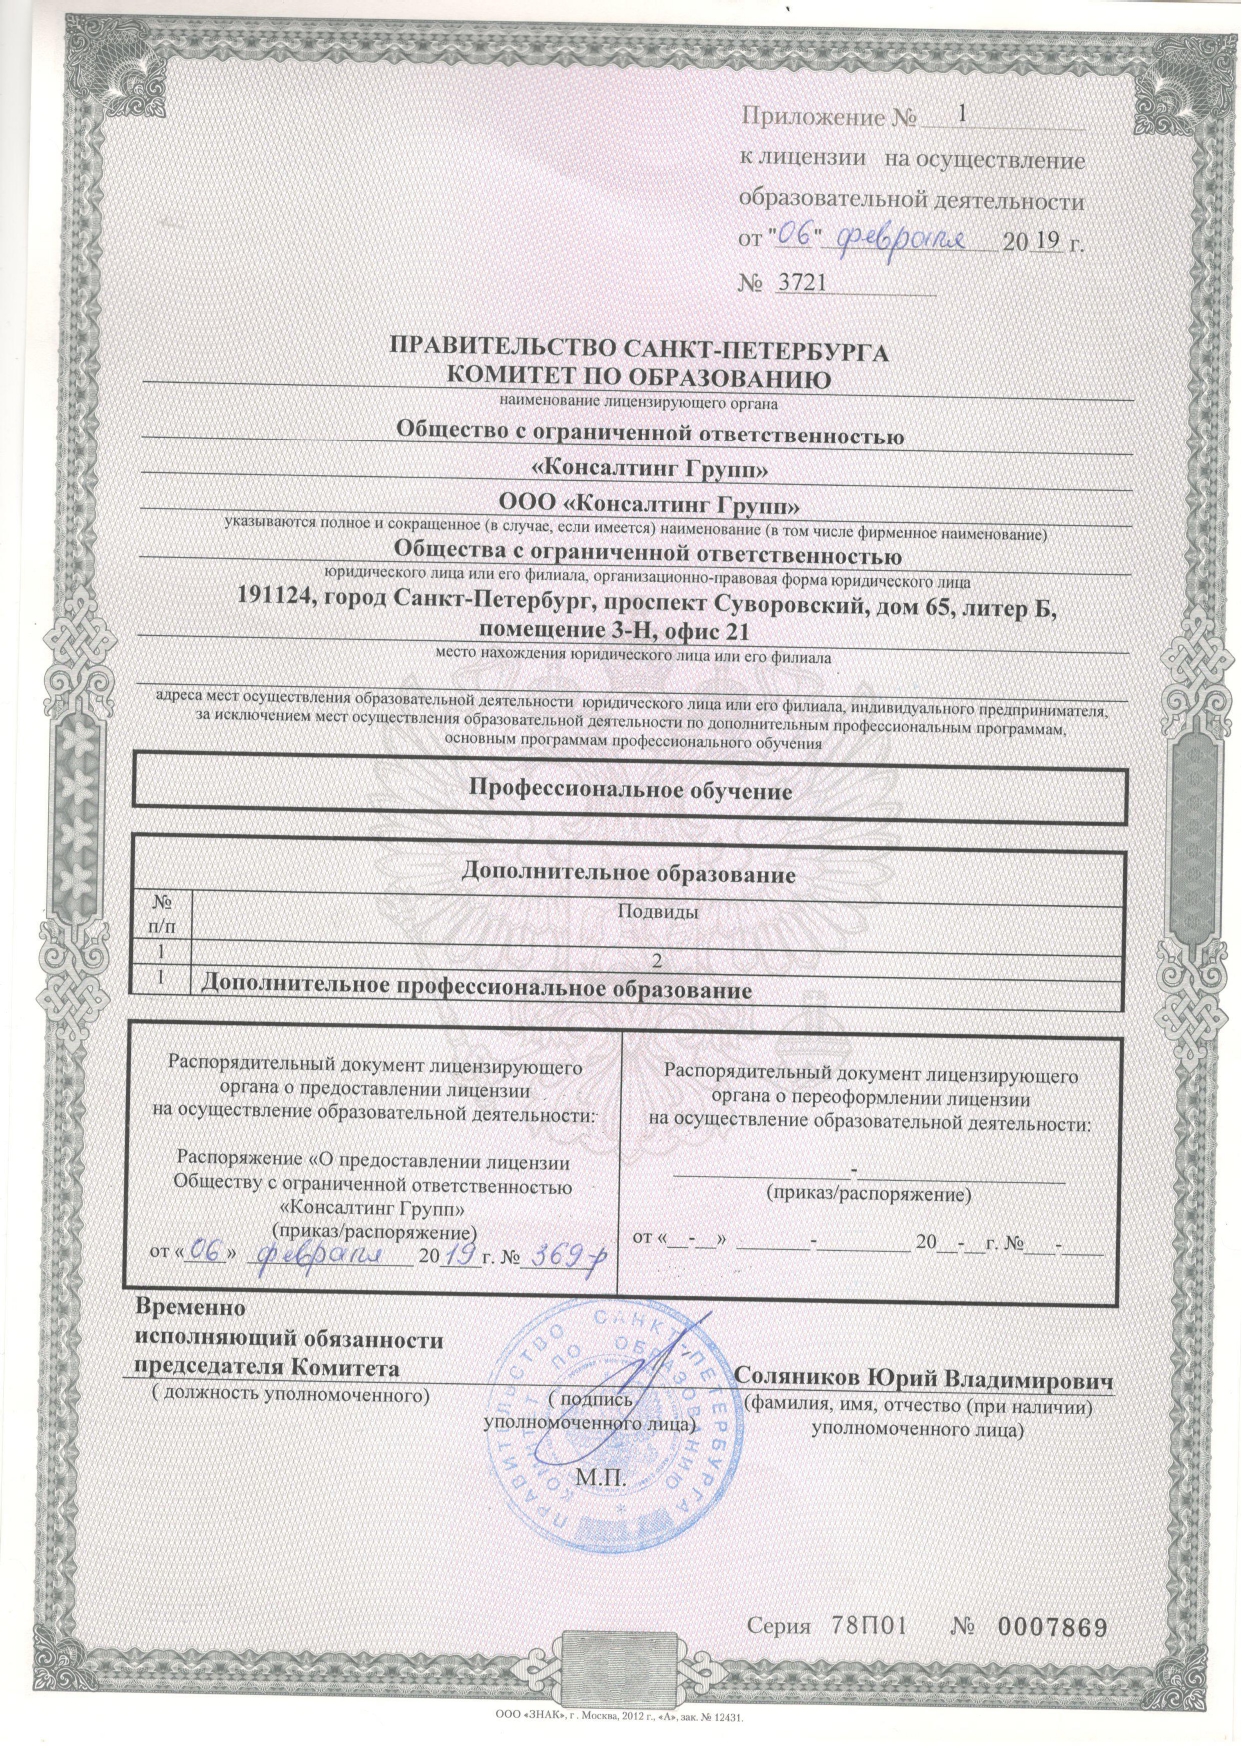 Приложение № 1
к лицензии на осуществление
образовательной деятельности
от "06" февраля 2019 г.
№ 3721
ПРАВИТЕЛЬСТВО САНКТ-ПЕТЕРБУРГА
КОМИТЕТ ПО ОБРАЗОВАНИЮ
наименование лицензирующего органа
Общество с ограниченной ответственностью
«Консалтинг Групп»
ООО «Консалтинг Групп»
указываются полное и сокращенное (в случае, если имеется) наименование (в том числе фирменное наименование)
Общества с ограниченной ответственностью
юридического лица или его филиала, организационно-правовая форма юридического лица
191124, город Санкт-Петербург, проспект Суворовский, дом 65, литер Б,
помещение 3-Н, офис 21
место нахождения юридического лица или его филиала
адреса мест осуществления образовательной деятельности юридического лица или его филиала, индивидуального предпринимателя,
за исключением мест осуществления образовательной деятельности по дополнительным профессиональным программам,
основным программам профессионального обучения
Профессиональное обучение
Дополнительное образование
№ п/п Подвиды
1 2
1 Дополнительное профессиональное образование
Распорядительный документ лицензирующего
органа о предоставлении лицензии
на осуществление образовательной деятельности:
Распоряжение «О предоставлении лицензии
Обществу с ограниченной ответственностью
«Консалтинг Групп»
(приказ/распоряжение)
от «06» февраля 2019 г. № 369-р
Распорядительный документ лицензирующего
органа о переоформлении лицензии
на осуществление образовательной деятельности:
-
(приказ/распоряжение)
от «__-__» ________-__________ 20__-_ г. №___-_____
Временно
исполняющий обязанности
председателя Комитета
( должность уполномоченного)
( подпись
уполномоченного лица)
М.П.
Соляников Юрий Владимирович
(фамилия, имя, отчество (при наличии)
уполномоченного лица)
ПРАВИТЕЛЬСТВО САНКТ-ПЕТЕРБУРГА
КОМИТЕТ ПО ОБРАЗОВАНИЮ
Серия 78П01 № 0007869
ООО «ЗНАК», г. Москва, 2012 г., «А», зак. № 12431.